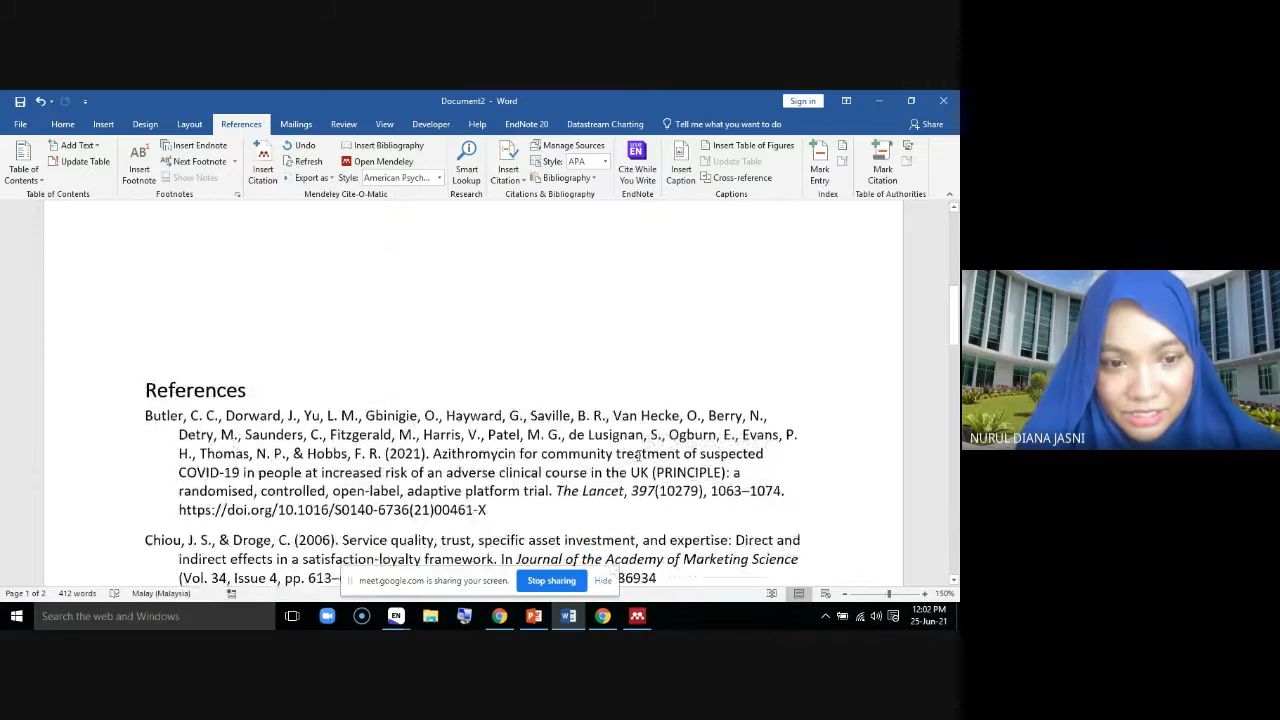 Document2 - Word
Sign in
File Home Insert Design Layout References Mailings Review View Developer Help EndNote 20 Datastream Charting Tell me what you want to do Share
Table of Contents
Add Text
Update Table
Table of Contents
AB1
Insert Footnote
Insert Endnote
Next Footnote
Show Notes
Footnotes
Insert Citation
Undo
Refresh
Export as
Insert Bibliography
Open Mendeley
Style: American Psych...
Mendeley Cite-O-Matic
Smart Lookup
Research
Insert Citation
Manage Sources
Style: APA
Bibliography
Citations & Bibliography
EN
Cite While You Write
EndNote
Insert Caption
Insert Table of Figures
Update Table
Cross-reference
Captions
Mark Entry
Index
Mark Citation
Table of Authorities
References
Butler, C. C., Dorward, J., Yu, L. M., Gbinigie, O., Hayward, G., Saville, B. R., Van Hecke, O., Berry, N.,
Detry, M., Saunders, C., Fitzgerald, M., Harris, V., Patel, M. G., de Lusignan, S., Ogburn, E., Evans, P.
H., Thomas, N. P., & Hobbs, F. R. (2021). Azithromycin for community treatment of suspected
COVID-19 in people at increased risk of an adverse clinical course in the UK (PRINCIPLE): a
randomised, controlled, open-label, adaptive platform trial. The Lancet, 397(10279), 1063–1074.
https://doi.org/10.1016/S0140-6736(21)00461-X
Chiou, J. S., & Droge, C. (2006). Service quality, trust, specific asset investment, and expertise: Direct and
indirect effects in a satisfaction-loyalty framework. In Journal of the Academy of Marketing Science
(Vol. 34, Issue 4, pp. 613– 86934
meet.google.com is sharing your screen. Stop sharing Hide
Page 1 of 2 412 words Malay (Malaysia) 150%
Search the web and Windows
EN
12:02 PM
25-Jun-21
NURUL DIANA JASNI